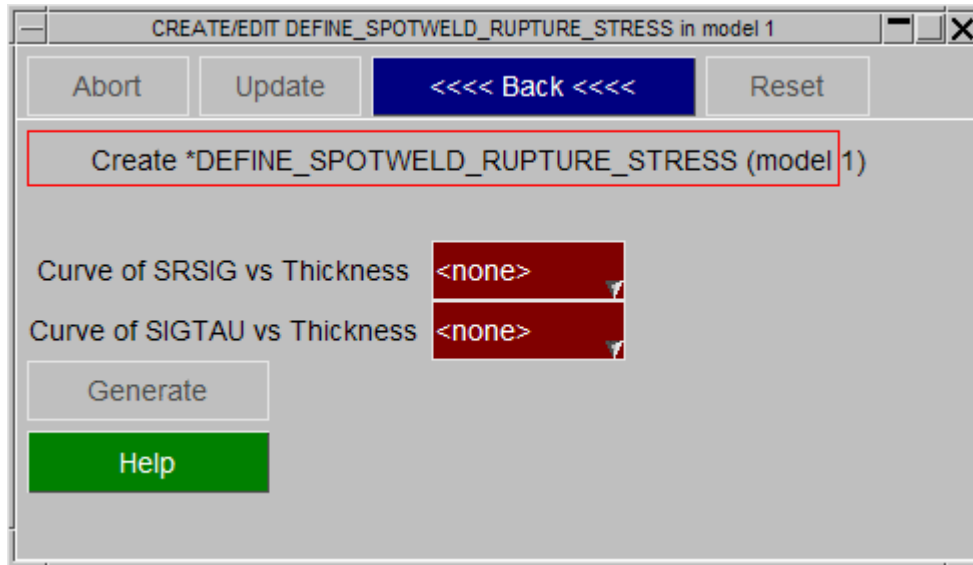 CREATE/EDIT DEFINE_SPOTWELD_RUPTURE_STRESS in model 1
Abort Update <<<< Back <<<< Reset
Create *DEFINE_SPOTWELD_RUPTURE_STRESS (model 1)
Curve of SRSIG vs Thickness <none>
Curve of SIGTAU vs Thickness <none>
Generate
Help